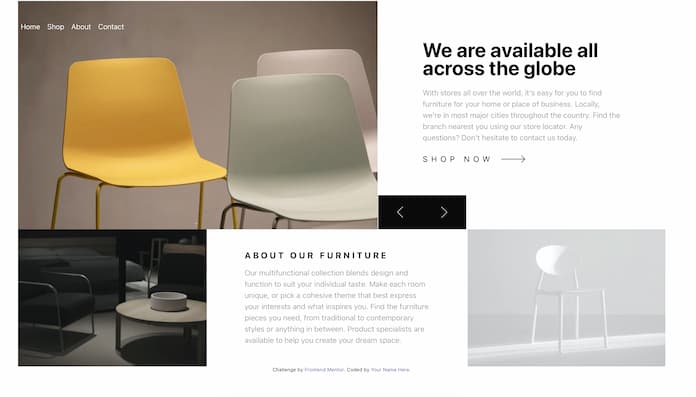 Home Shop About Contact
We are available all
across the globe
With stores all over the world, it's easy for you to find
furniture for your home or place of business. Locally,
we're in most major cities throughout the country. Find the
branch nearest you using our store locator. Any
questions? Don't hesitate to contact us today.
SHOP NOW
ABOUT OUR FURNITURE
Our multifunctional collection blends design and
function to suit your individual taste. Make each room
unique, or pick a cohesive theme that best express
your interests and what inspires you. Find the furniture
pieces you need, from traditional to contemporary
styles or anything in between. Product specialists are
available to help you create your dream space.
Challenge by Frontend Mentor. Coded by Your Name Here.